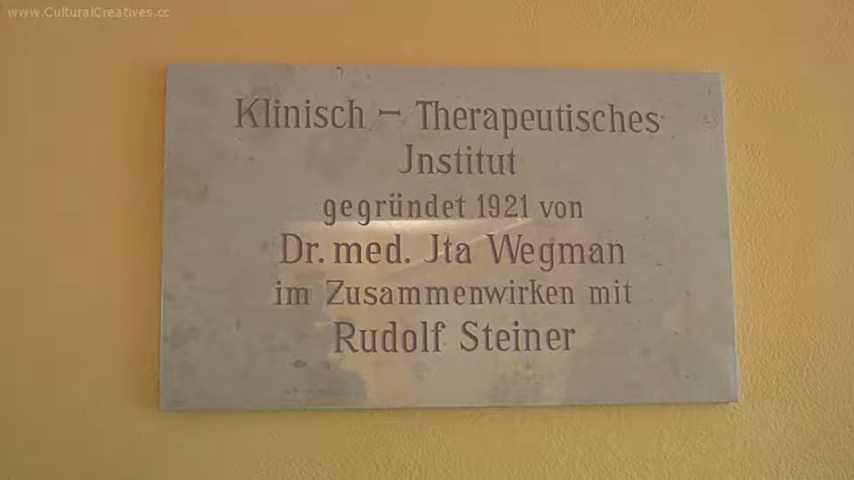 www.CulturalCreatives.cc
Klinisch – Therapeutisches
Jnstitut
gegründet 1921 von
Dr. med. Jta Wegman
im Zusammenwirken mit
Rudolf Steiner